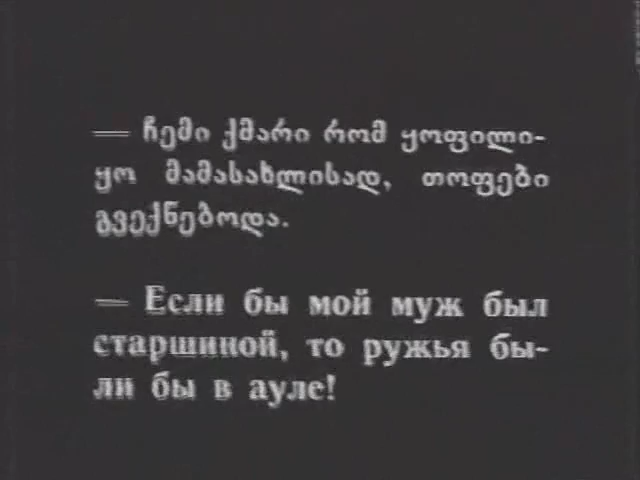 — ჩემი ქმარი რომ ყოფილი-
ყო მამასახლისად, თოფები
გვექნებოდა.
— Если бы мой муж был
старшиной, то ружья бы-
ли бы в ауле!